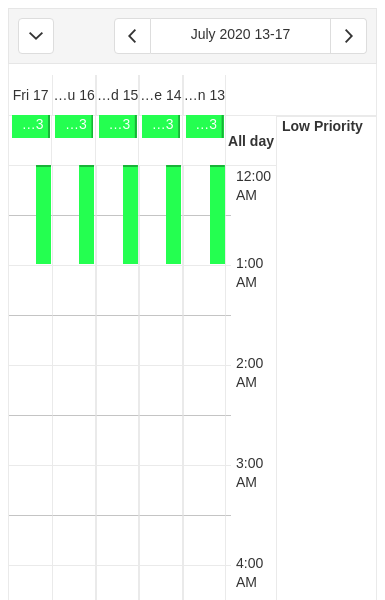 July 2020 13-17
Fri 17 …u 16 …d 15 …e 14 …n 13
…3 …3 …3 …3 …3
All day
Low Priority
12:00 AM
1:00 AM
2:00 AM
3:00 AM
4:00 AM